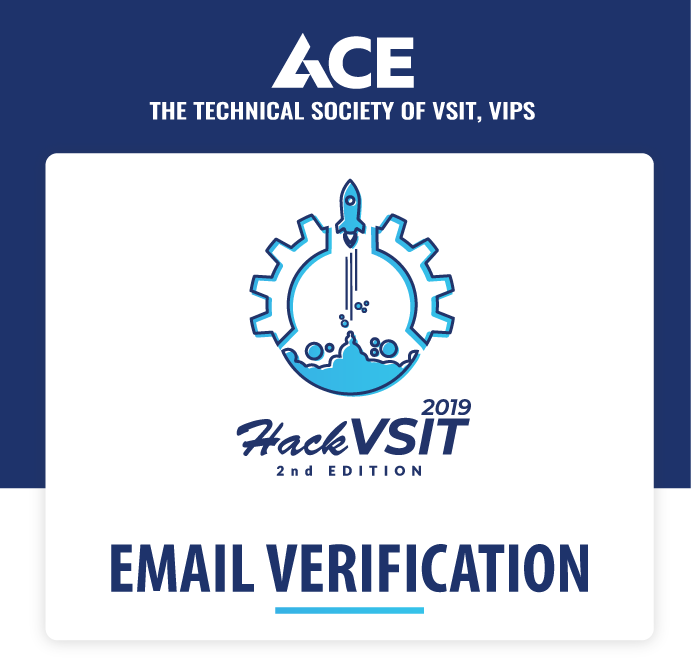 ACE
THE TECHNICAL SOCIETY OF VSIT, VIPS
2019
HackVSIT
2nd EDITION
EMAIL VERIFICATION